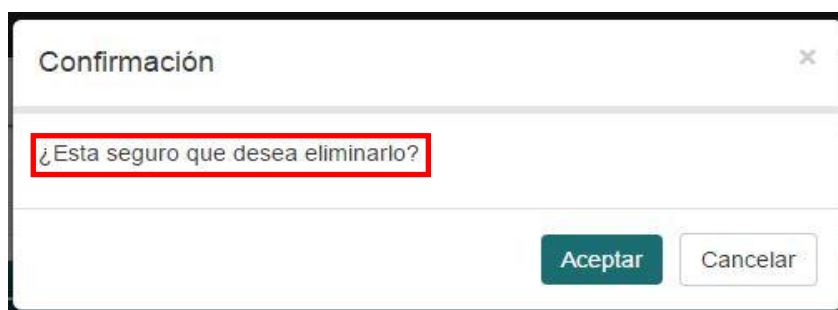 Confirmación
¿Esta seguro que desea eliminarlo?
Aceptar
Cancelar